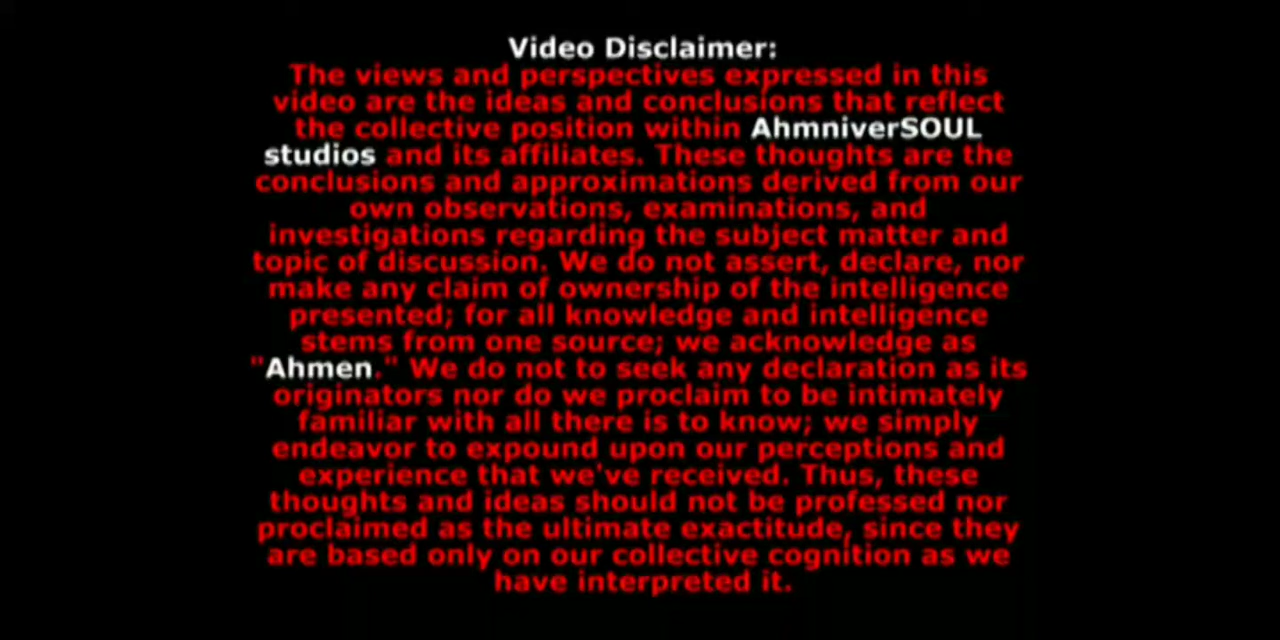 Video Disclaimer:
The views and perspectives expressed in this
video are the ideas and conclusions that reflect
the collective position within AhmniverSOUL
studios and its affiliates. These thoughts are the
conclusions and approximations derived from our
own observations, examinations, and
investigations regarding the subject matter and
topic of discussion. We do not assert, declare, nor
make any claim of ownership of the intelligence
presented; for all knowledge and intelligence
stems from one source; we acknowledge as
"Ahmen." We do not to seek any declaration as its
originators nor do we proclaim to be intimately
familiar with all there is to know; we simply
endeavor to expound upon our perceptions and
experience that we've received. Thus, these
thoughts and ideas should not be professed nor
proclaimed as the ultimate exactitude, since they
are based only on our collective cognition as we
have interpreted it.